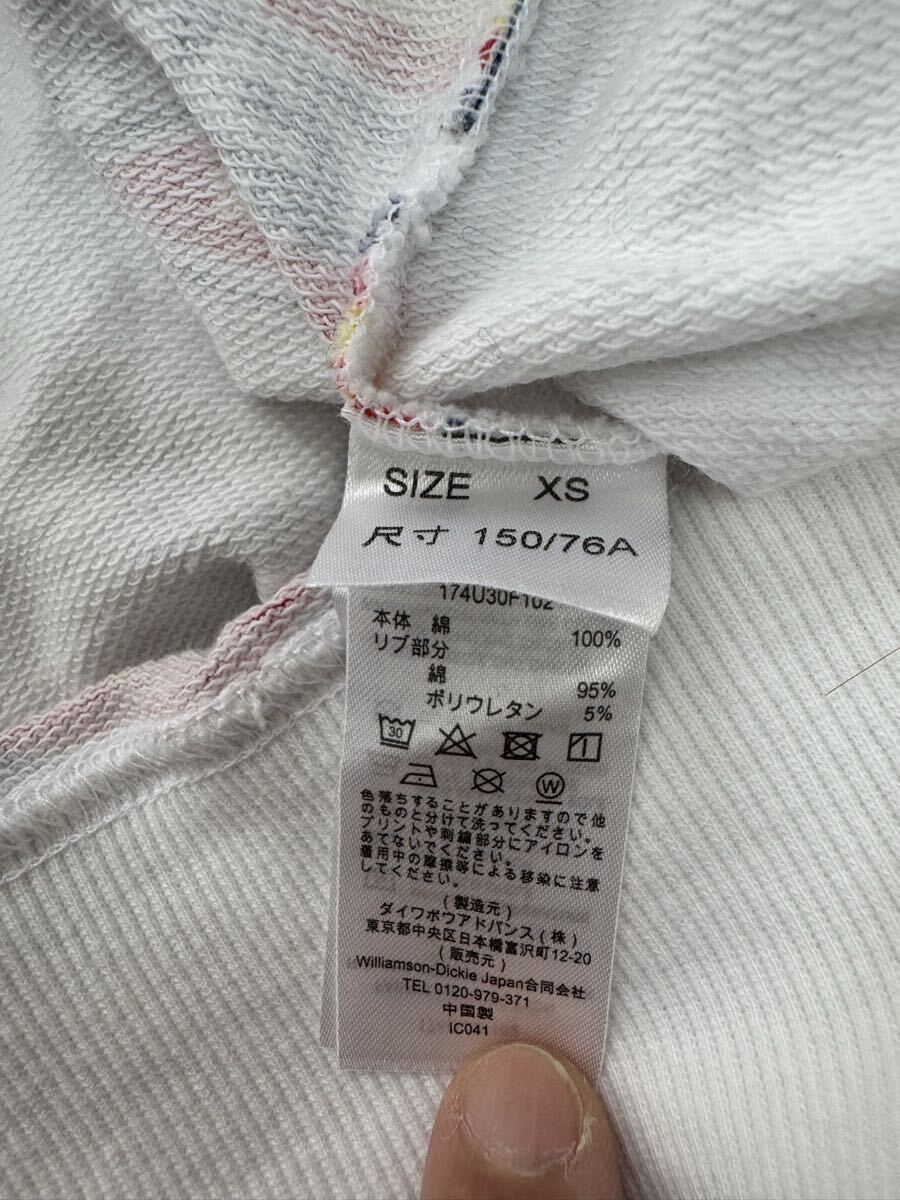 SIZE XS
尺寸 150/76A
174U30F102
本体 綿 100%
リブ部分
綿 95%
ポリウレタン 5%
30
W
色落ちすることがありますので他
のものと分けて洗ってください。
プリントや刺繍部分にアイロンを
あてないでください。
着用中の摩擦等による移染に注意
してください。
(製造元)
ダイワボウアドバンス(株)
東京都中央区日本橋富沢町12-20
(販売元)
Williamson-Dickie Japan合同会社
TEL 0120-979-371
中国製
IC041